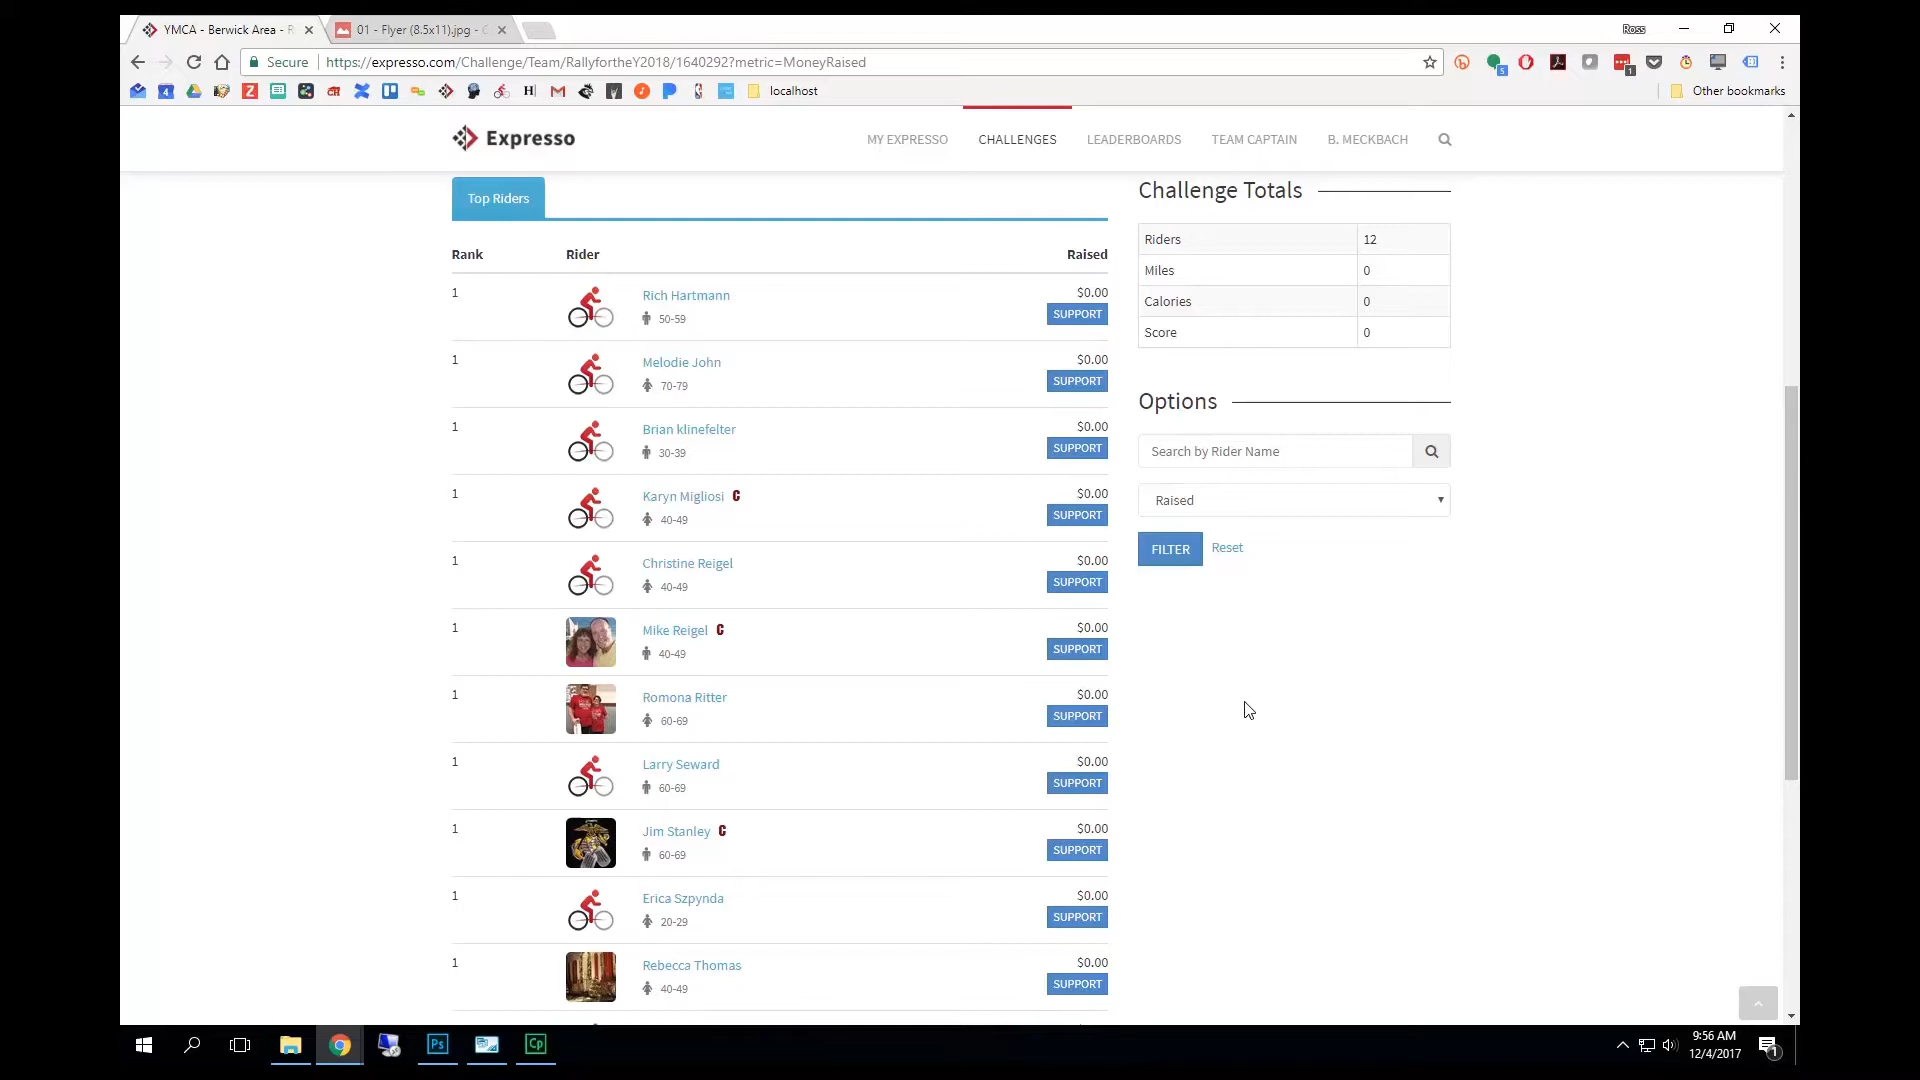 YMCA - Berwick Area - R
01 - Flyer (8.5x11).jpg - G
Ross
Secure
https://expresso.com/Challenge/Team/RallyfortheY2018/1640292?metric=MoneyRaised
localhost
Other bookmarks
Expresso
MY EXPRESSO
CHALLENGES
LEADERBOARDS
TEAM CAPTAIN
B. MECKBACH
Top Riders
Rank Rider Raised
1 Rich Hartmann $0.00
50-59 SUPPORT
1 Melodie John $0.00
70-79 SUPPORT
1 Brian klinefelter $0.00
30-39 SUPPORT
1 Karyn Migliosi C $0.00
40-49 SUPPORT
1 Christine Reigel $0.00
40-49 SUPPORT
1 Mike Reigel C $0.00
40-49 SUPPORT
1 Romona Ritter $0.00
60-69 SUPPORT
1 Larry Seward $0.00
60-69 SUPPORT
1 Jim Stanley C $0.00
60-69 SUPPORT
1 Erica Szpynda $0.00
20-29 SUPPORT
1 Rebecca Thomas $0.00
40-49 SUPPORT
Challenge Totals
Riders 12
Miles 0
Calories 0
Score 0
Options
Search by Rider Name
Raised
FILTER Reset
Ps
Cp
9:56 AM
12/4/2017
1